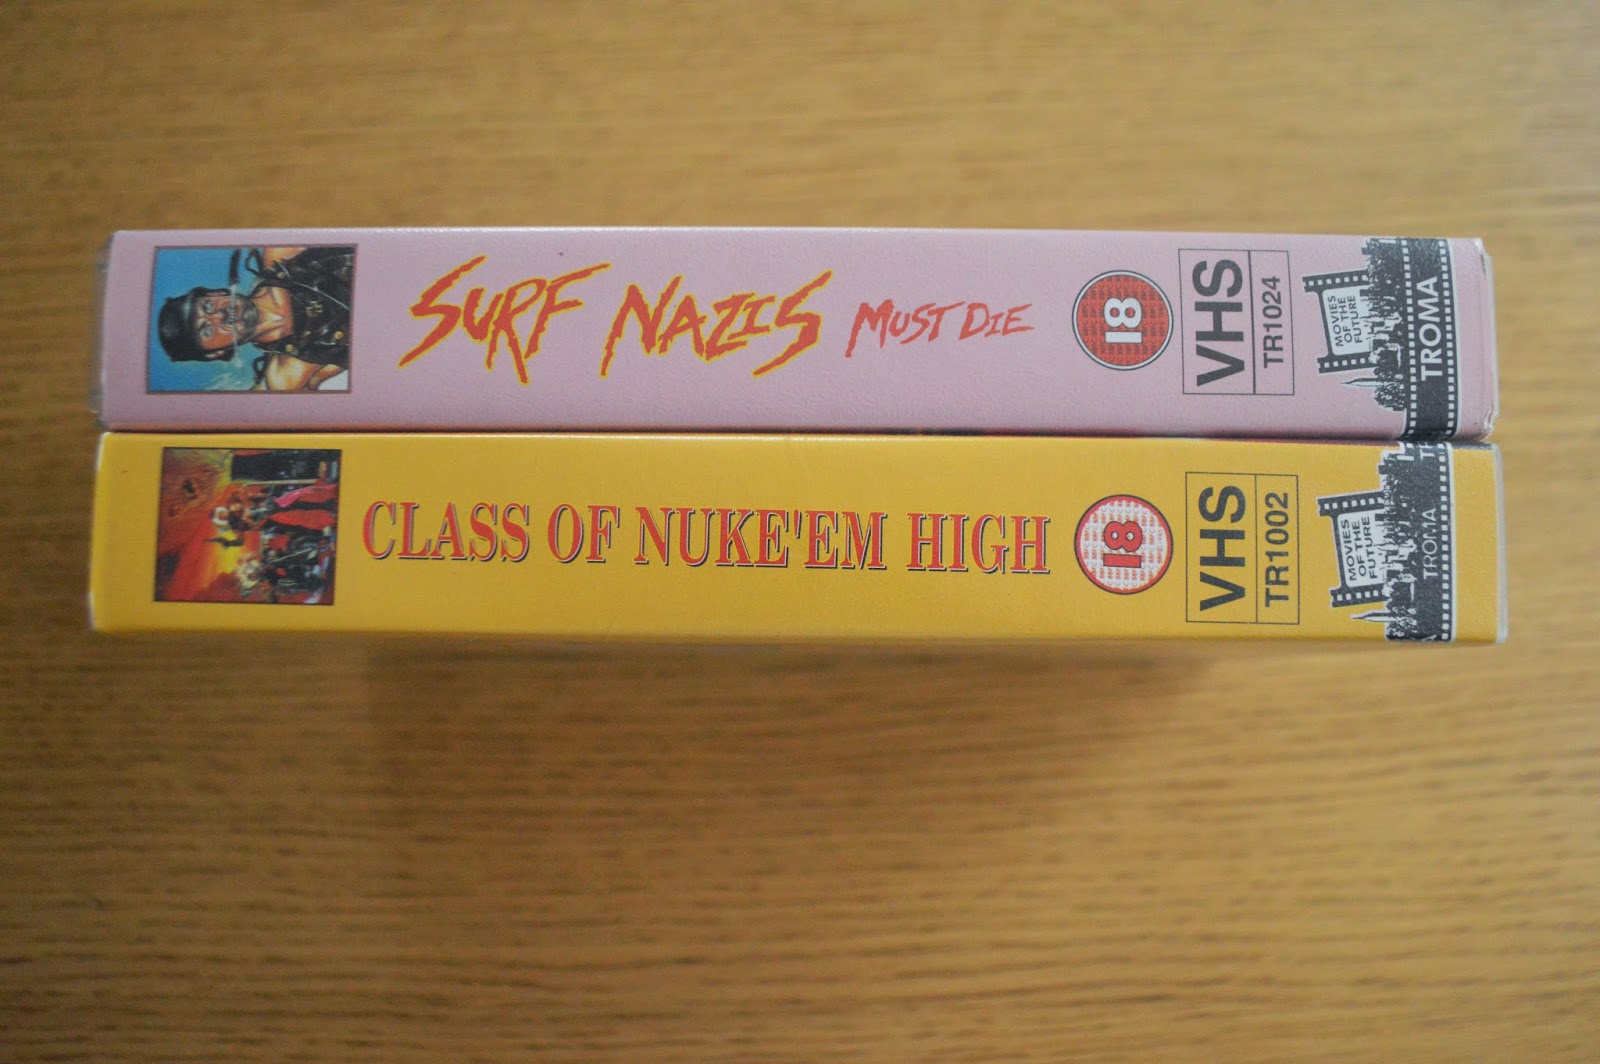 SURF NAZIS MUST DIE
18
VHS
TR1024
MOVIES
OF THE
FUTURE
TROMA
CLASS OF NUKE'EM HIGH
18
VHS
TR1002
MOVIES
OF THE
FUTURE
TROMA